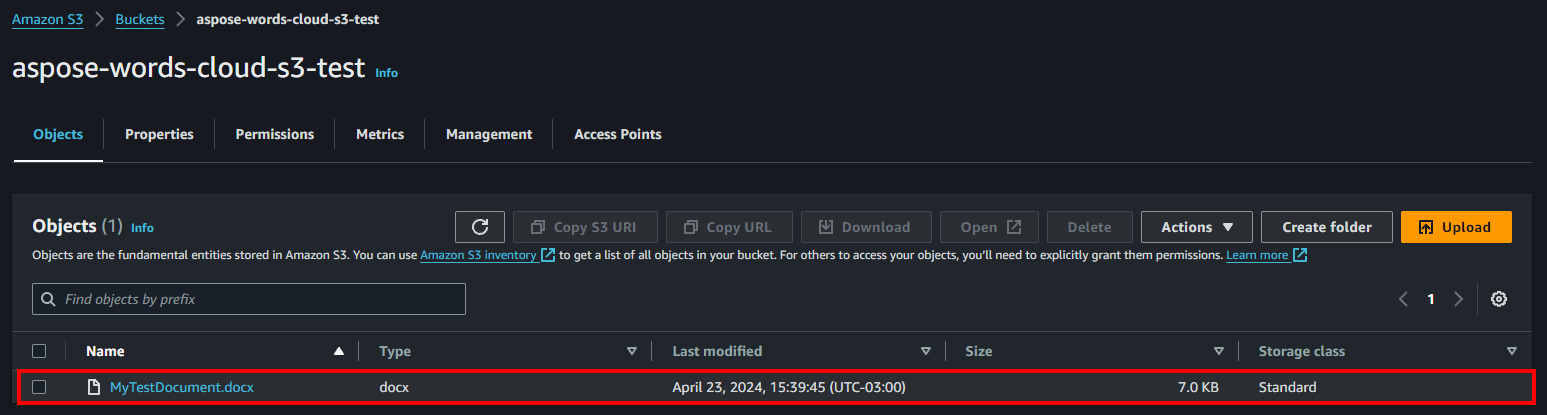 Amazon S3 > Buckets > aspose-words-cloud-s3-test
aspose-words-cloud-s3-test Info
Objects Properties Permissions Metrics Management Access Points
Objects (1) Info Copy S3 URI Copy URL Download Open Delete Actions Create folder Upload
Objects are the fundamental entities stored in Amazon S3. You can use Amazon S3 inventory to get a list of all objects in your bucket. For others to access your objects, you'll need to explicitly grant them permissions. Learn more
Find objects by prefix 1
Name Type Last modified Size Storage class
MyTestDocument.docx docx April 23, 2024, 15:39:45 (UTC-03:00) 7.0 KB Standard